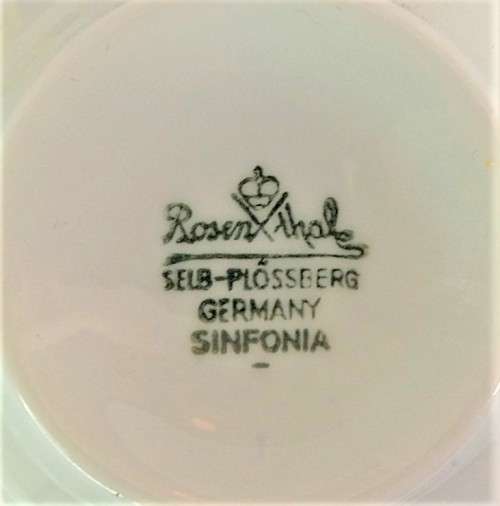 Rosenthal
SELB-PLÖSSBERG
GERMANY
SINFONIA